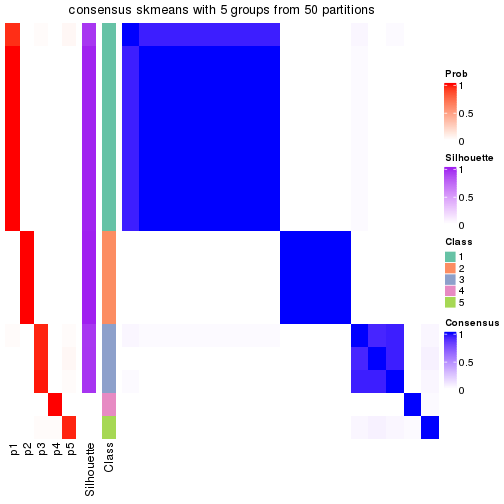 consensus skmeans with 5 groups from 50 partitions
Prob
1
0.5
0
Silhouette
1
0.5
0
Class
1
2
3
4
5
Consensus
1
0.5
0
p1
p2
p3
p4
p5
Silhouette
Class